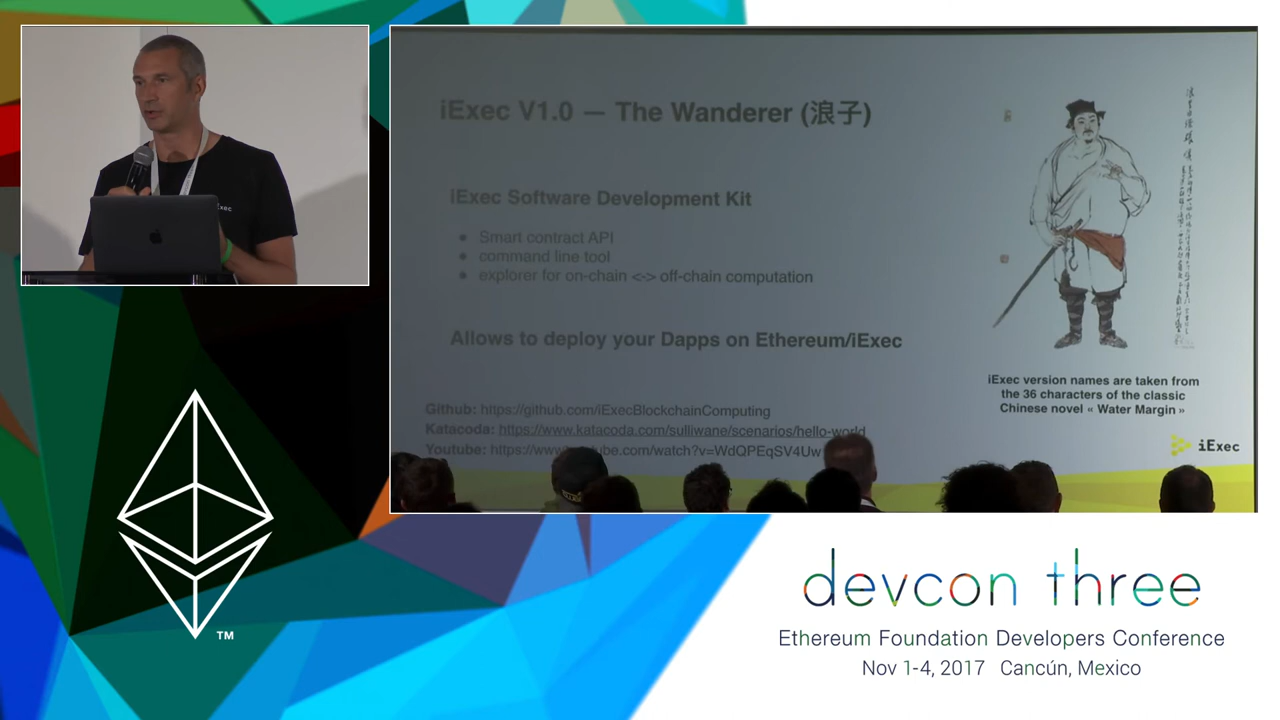 Exec
iExec V1.0 — The Wanderer (浪子)
iExec Software Development Kit
Smart contract API
command line tool
explorer for on-chain <-> off-chain computation
Allows to deploy your Dapps on Ethereum/iExec
iExec version names are taken from
the 36 characters of the classic
Chinese novel « Water Margin »
Github: https://github.com/iExecBlockchainComputing
Katacoda: https://www.katacoda.com/sulliwane/scenarios/hello-world
Youtube:
iExec
TM
devcon three
Ethereum Foundation Developers Conference
Nov 1-4, 2017 Cancún, Mexico